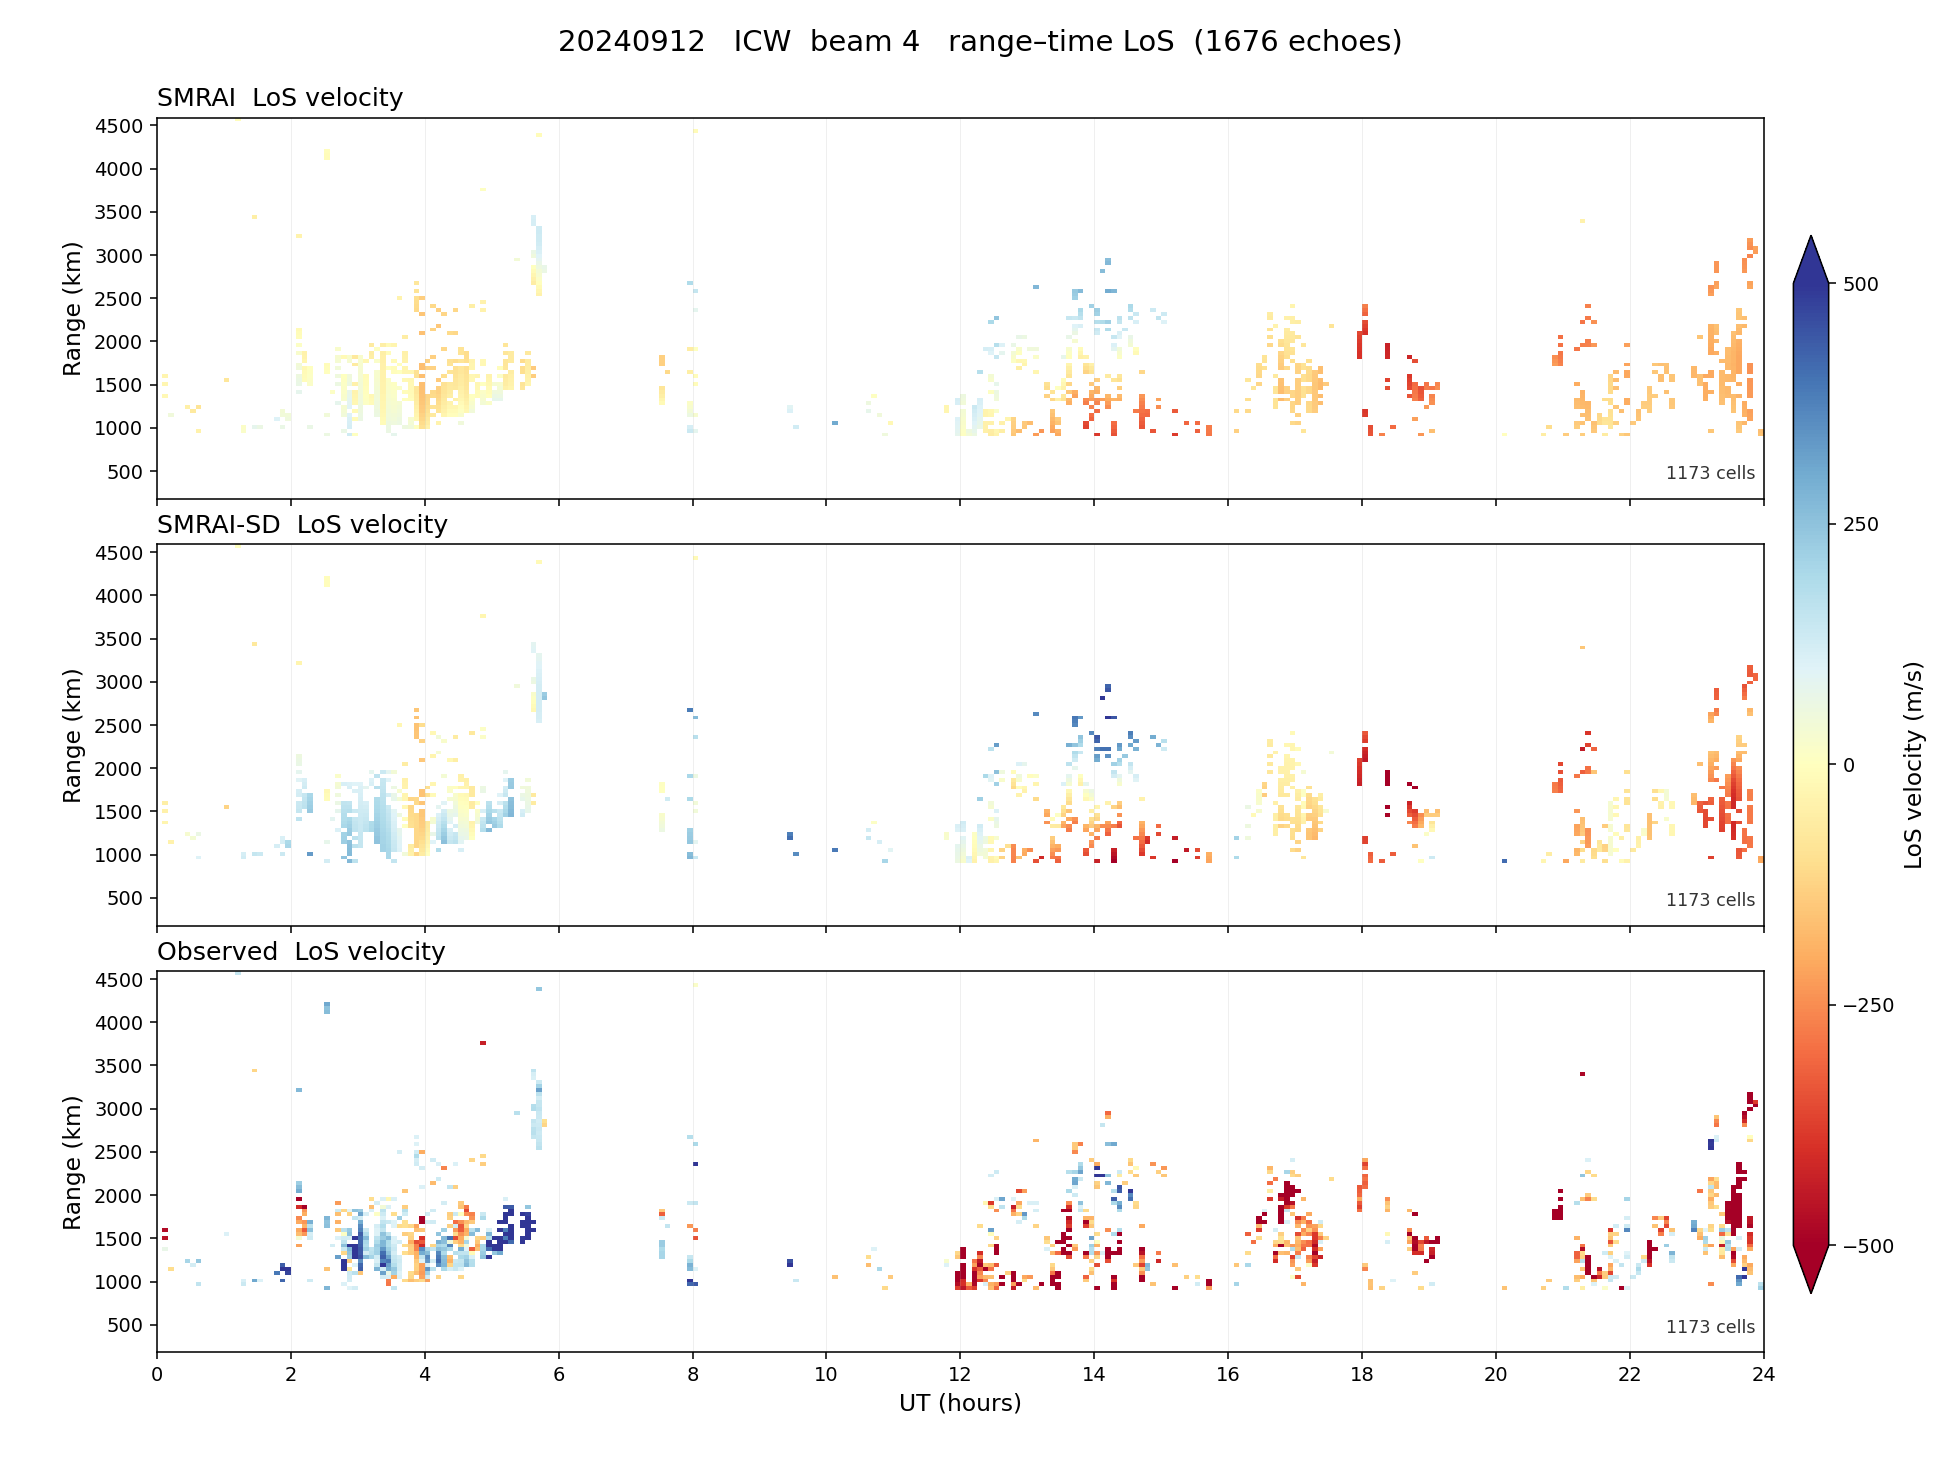 20240912   ICW  beam 4   range–time LoS  (1676 echoes)
SMRAI  LoS velocity
4500
4000
3500
3000
2500
2000
1500
1000
500
Range (km)
1173 cells
SMRAI-SD  LoS velocity
4500
4000
3500
3000
2500
2000
1500
1000
500
Range (km)
1173 cells
Observed  LoS velocity
4500
4000
3500
3000
2500
2000
1500
1000
500
Range (km)
1173 cells
0 2 4 6 8 10 12 14 16 18 20 22 24
UT (hours)
500
250
0
−250
−500
LoS velocity (m/s)